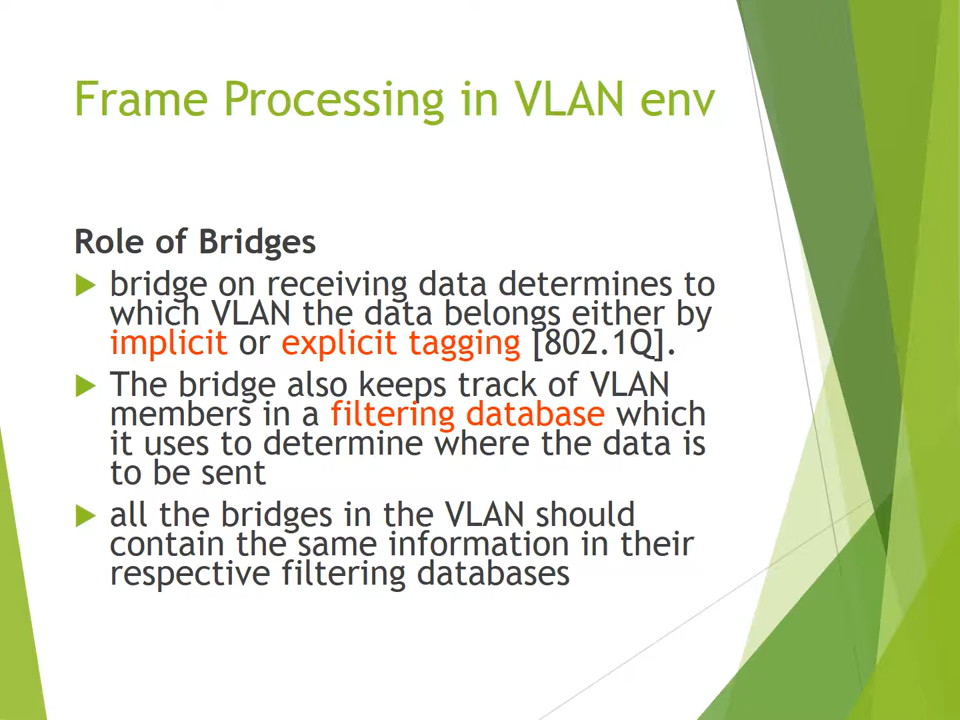 Frame Processing in VLAN env
Role of Bridges
bridge on receiving data determines to
which VLAN the data belongs either by
implicit or explicit tagging [802.1Q].
The bridge also keeps track of VLAN
members in a filtering database which
it uses to determine where the data is
to be sent
all the bridges in the VLAN should
contain the same information in their
respective filtering databases